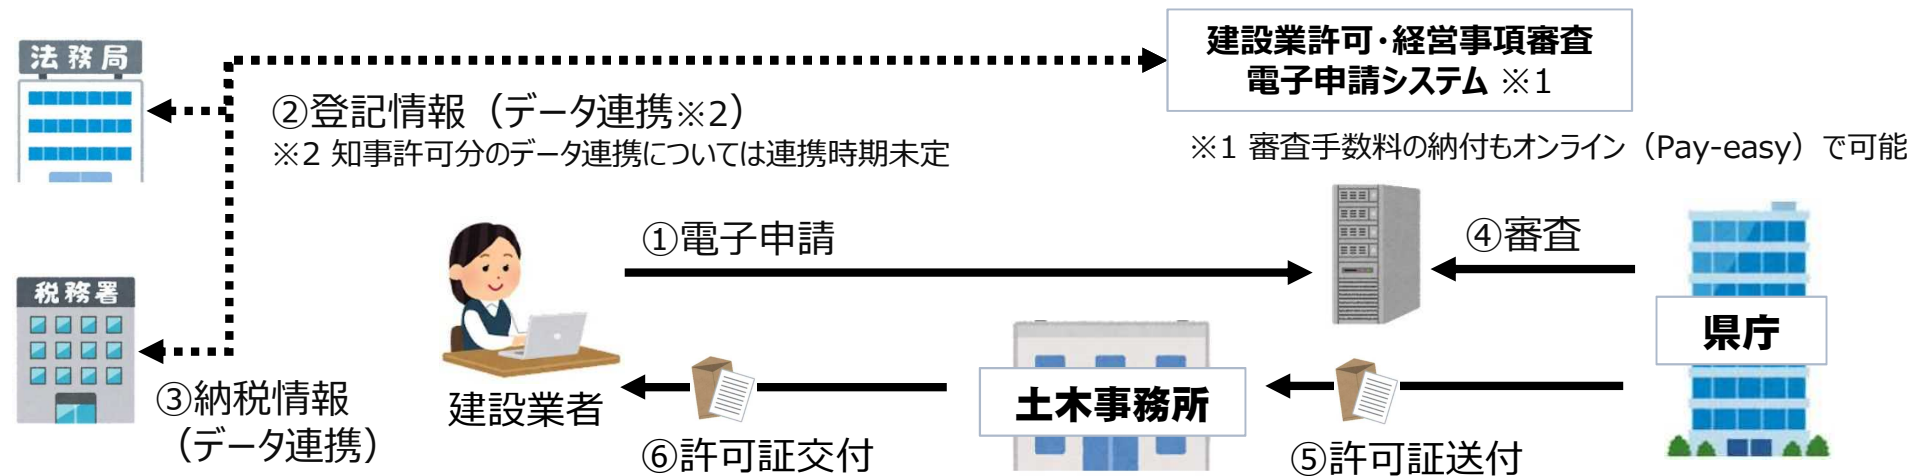 法務局
建設業許可・経営事項審査
電子申請システム ※1
②登記情報（データ連携※2）
※2 知事許可分のデータ連携については連携時期未定
※1 審査手数料の納付もオンライン（Pay-easy）で可能
①電子申請
④審査
税務署
県庁
③納税情報
（データ連携）
建設業者
土木事務所
⑥許可証交付
⑤許可証送付